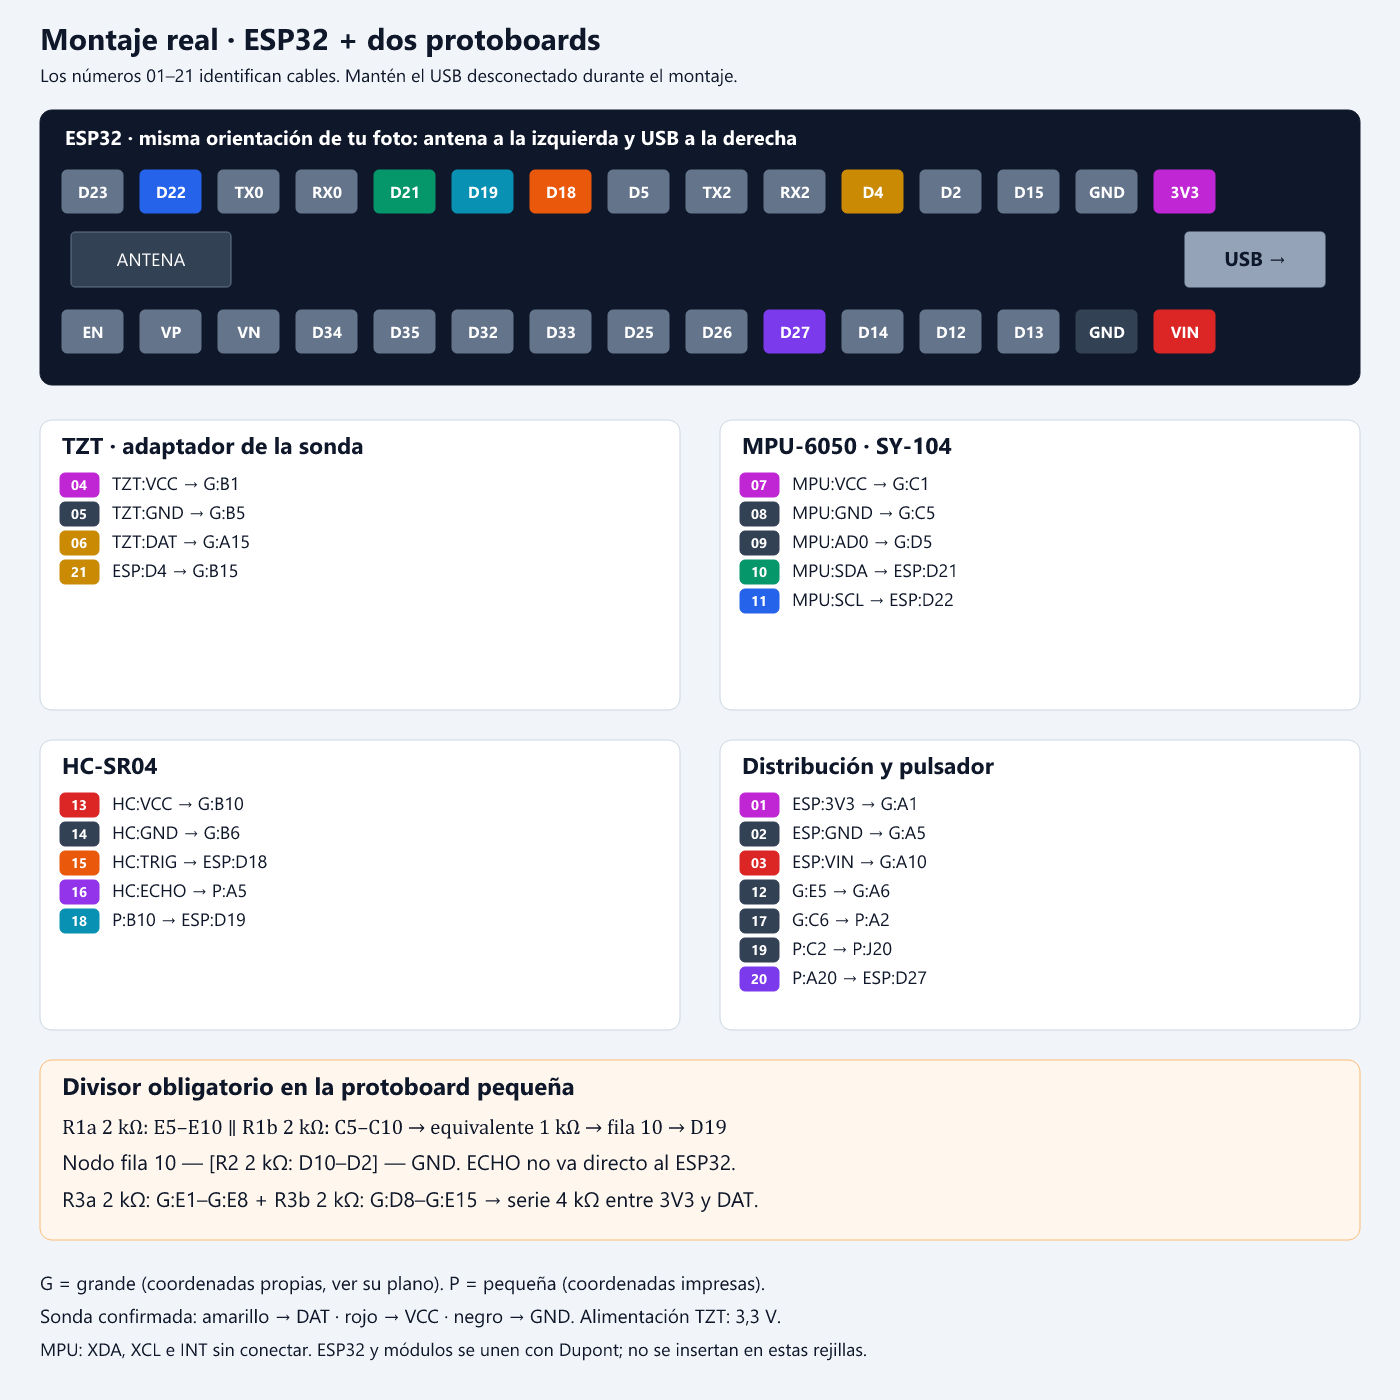 Montaje real · ESP32 + dos protoboards
Los números 01–21 identifican cables. Mantén el USB desconectado durante el montaje.
ESP32 · misma orientación de tu foto: antena a la izquierda y USB a la derecha
D23 D22 TX0 RX0 D21 D19 D18 D5 TX2 RX2 D4 D2 D15 GND 3V3
ANTENA USB →
EN VP VN D34 D35 D32 D33 D25 D26 D27 D14 D12 D13 GND VIN
TZT · adaptador de la sonda
04 TZT:VCC → G:B1
05 TZT:GND → G:B5
06 TZT:DAT → G:A15
21 ESP:D4 → G:B15
MPU-6050 · SY-104
07 MPU:VCC → G:C1
08 MPU:GND → G:C5
09 MPU:AD0 → G:D5
10 MPU:SDA → ESP:D21
11 MPU:SCL → ESP:D22
HC-SR04
13 HC:VCC → G:B10
14 HC:GND → G:B6
15 HC:TRIG → ESP:D18
16 HC:ECHO → P:A5
18 P:B10 → ESP:D19
Distribución y pulsador
01 ESP:3V3 → G:A1
02 ESP:GND → G:A5
03 ESP:VIN → G:A10
12 G:E5 → G:A6
17 G:C6 → P:A2
19 P:C2 → P:J20
20 P:A20 → ESP:D27
Divisor obligatorio en la protoboard pequeña
R1a 2 kΩ: E5–E10 ∥ R1b 2 kΩ: C5–C10 → equivalente 1 kΩ → fila 10 → D19
Nodo fila 10 — [R2 2 kΩ: D10–D2] — GND. ECHO no va directo al ESP32.
R3a 2 kΩ: G:E1–G:E8 + R3b 2 kΩ: G:D8–G:E15 → serie 4 kΩ entre 3V3 y DAT.
G = grande (coordenadas propias, ver su plano). P = pequeña (coordenadas impresas).
Sonda confirmada: amarillo → DAT · rojo → VCC · negro → GND. Alimentación TZT: 3,3 V.
MPU: XDA, XCL e INT sin conectar. ESP32 y módulos se unen con Dupont; no se insertan en estas rejillas.